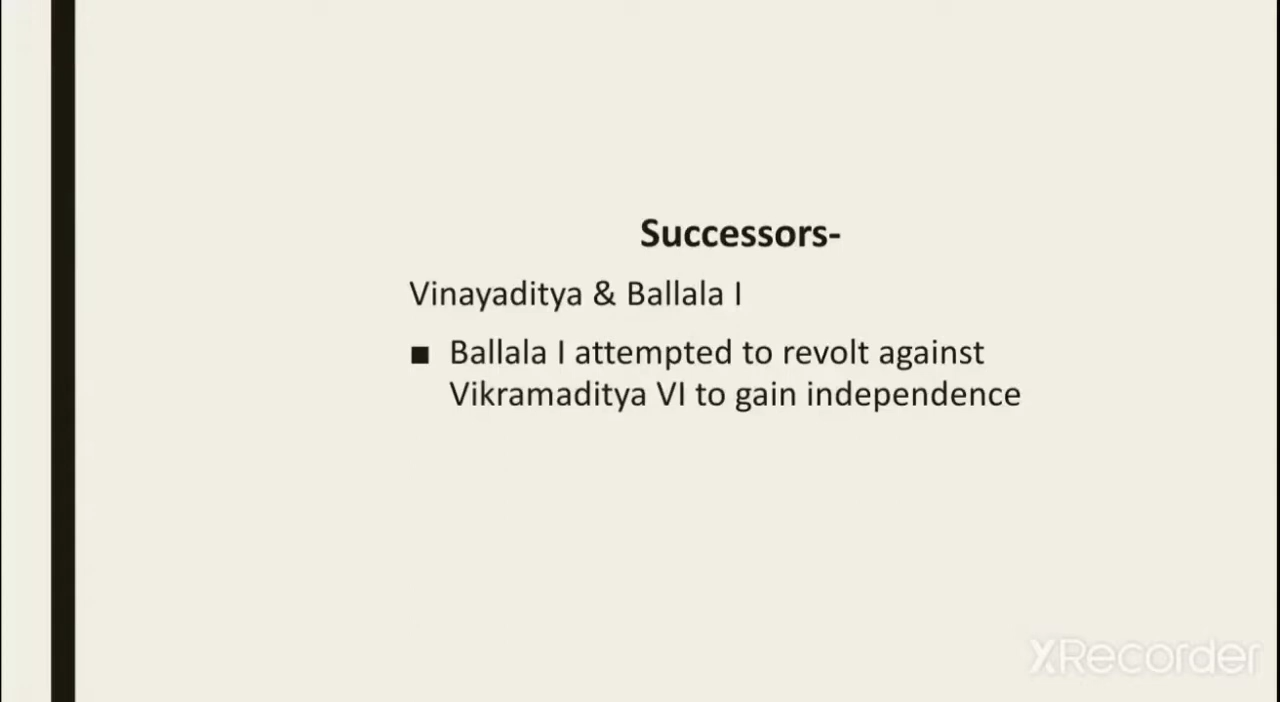 Successors-
Vinayaditya & Ballala I
■ Ballala I attempted to revolt against
Vikramaditya VI to gain independence
XRecorder